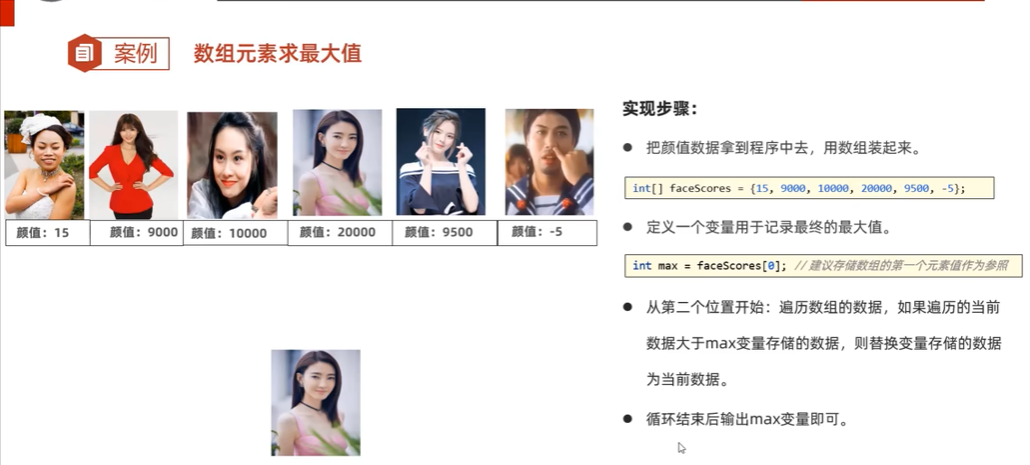 案例
数组元素求最大值
颜值：15
颜值：9000
颜值：10000
颜值：20000
颜值：9500
颜值：-5
实现步骤：
● 把颜值数据拿到程序中去，用数组装起来。
int[] faceScores = {15, 9000, 10000, 20000, 9500, -5};
● 定义一个变量用于记录最终的最大值。
int max = faceScores[0]; // 建议存储数组的第一个元素值作为参照
● 从第二个位置开始：遍历数组的数据，如果遍历的当前
数据大于max变量存储的数据，则替换变量存储的数据
为当前数据。
● 循环结束后输出max变量即可。